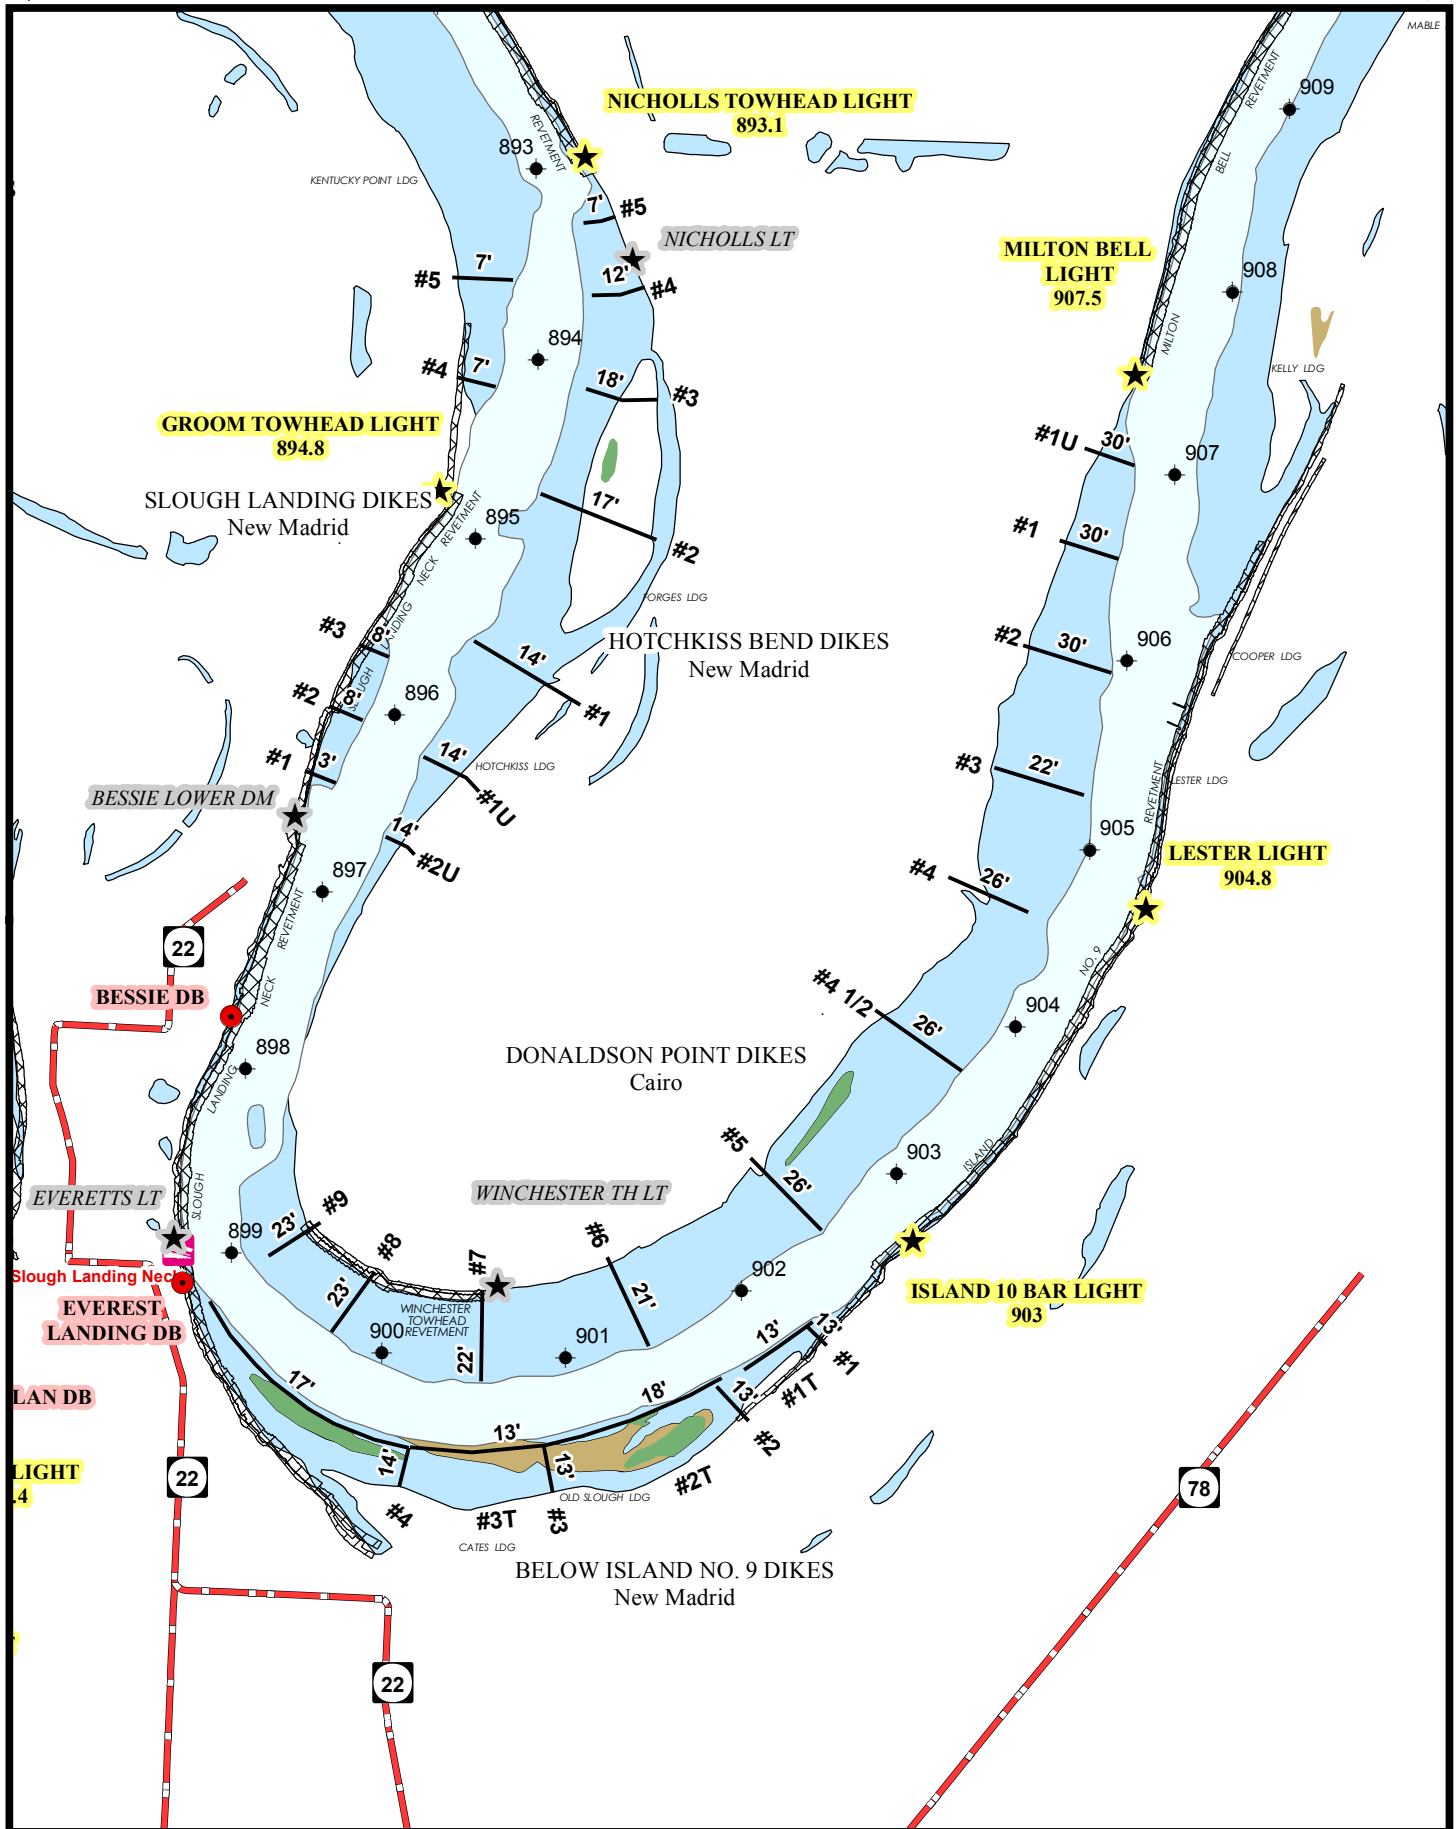 MABLE
909
REVETMENT
BELL
MILTON
NICHOLLS TOWHEAD LIGHT
893.1
REVETMENT
893
KENTUCKY POINT LDG
7'
#5
NICHOLLS LT
12'
#4
7'
#5
MILTON BELL
LIGHT
907.5
908
894
7'
#4
18'
#3
KELLY LDG
GROOM TOWHEAD LIGHT
894.8
#1U
30'
907
SLOUGH LANDING DIKES
New Madrid
895
REVETMENT
NECK
LANDING
SLOUGH
17'
#2
#1
30'
FORGES LDG
#3
8'
14'
#1
HOTCHKISS BEND DIKES
New Madrid
#2
30'
906
COOPER LDG
#2
8'
896
#1
3'
14'
#1U
HOTCHKISS LDG
#3
22'
LESTER LDG
REVETMENT
BESSIE LOWER DM
14'
#2U
905
LESTER LIGHT
904.8
897
#4
26'
REVETMENT
NECK
LANDING
SLOUGH
22
NO. 9
ISLAND
BESSIE DB
#4 1/2
26'
904
898
DONALDSON POINT DIKES
Cairo
#5
26'
903
EVERETTS LT
WINCHESTER TH LT
#9
23'
899
#8
23'
#7
22'
#6
21'
902
Slough Landing Neck
ISLAND 10 BAR LIGHT
903
EVEREST
LANDING DB
WINCHESTER
TOWHEAD
REVETMENT
900
901
13'
13'
#1
LAN DB
17'
18'
13'
#1T
#2
13'
14'
#4
13'
#3
#2T
#3T
LIGHT
.4
22
78
OLD SLOUGH LDG
CATES LDG
BELOW ISLAND NO. 9 DIKES
New Madrid
22